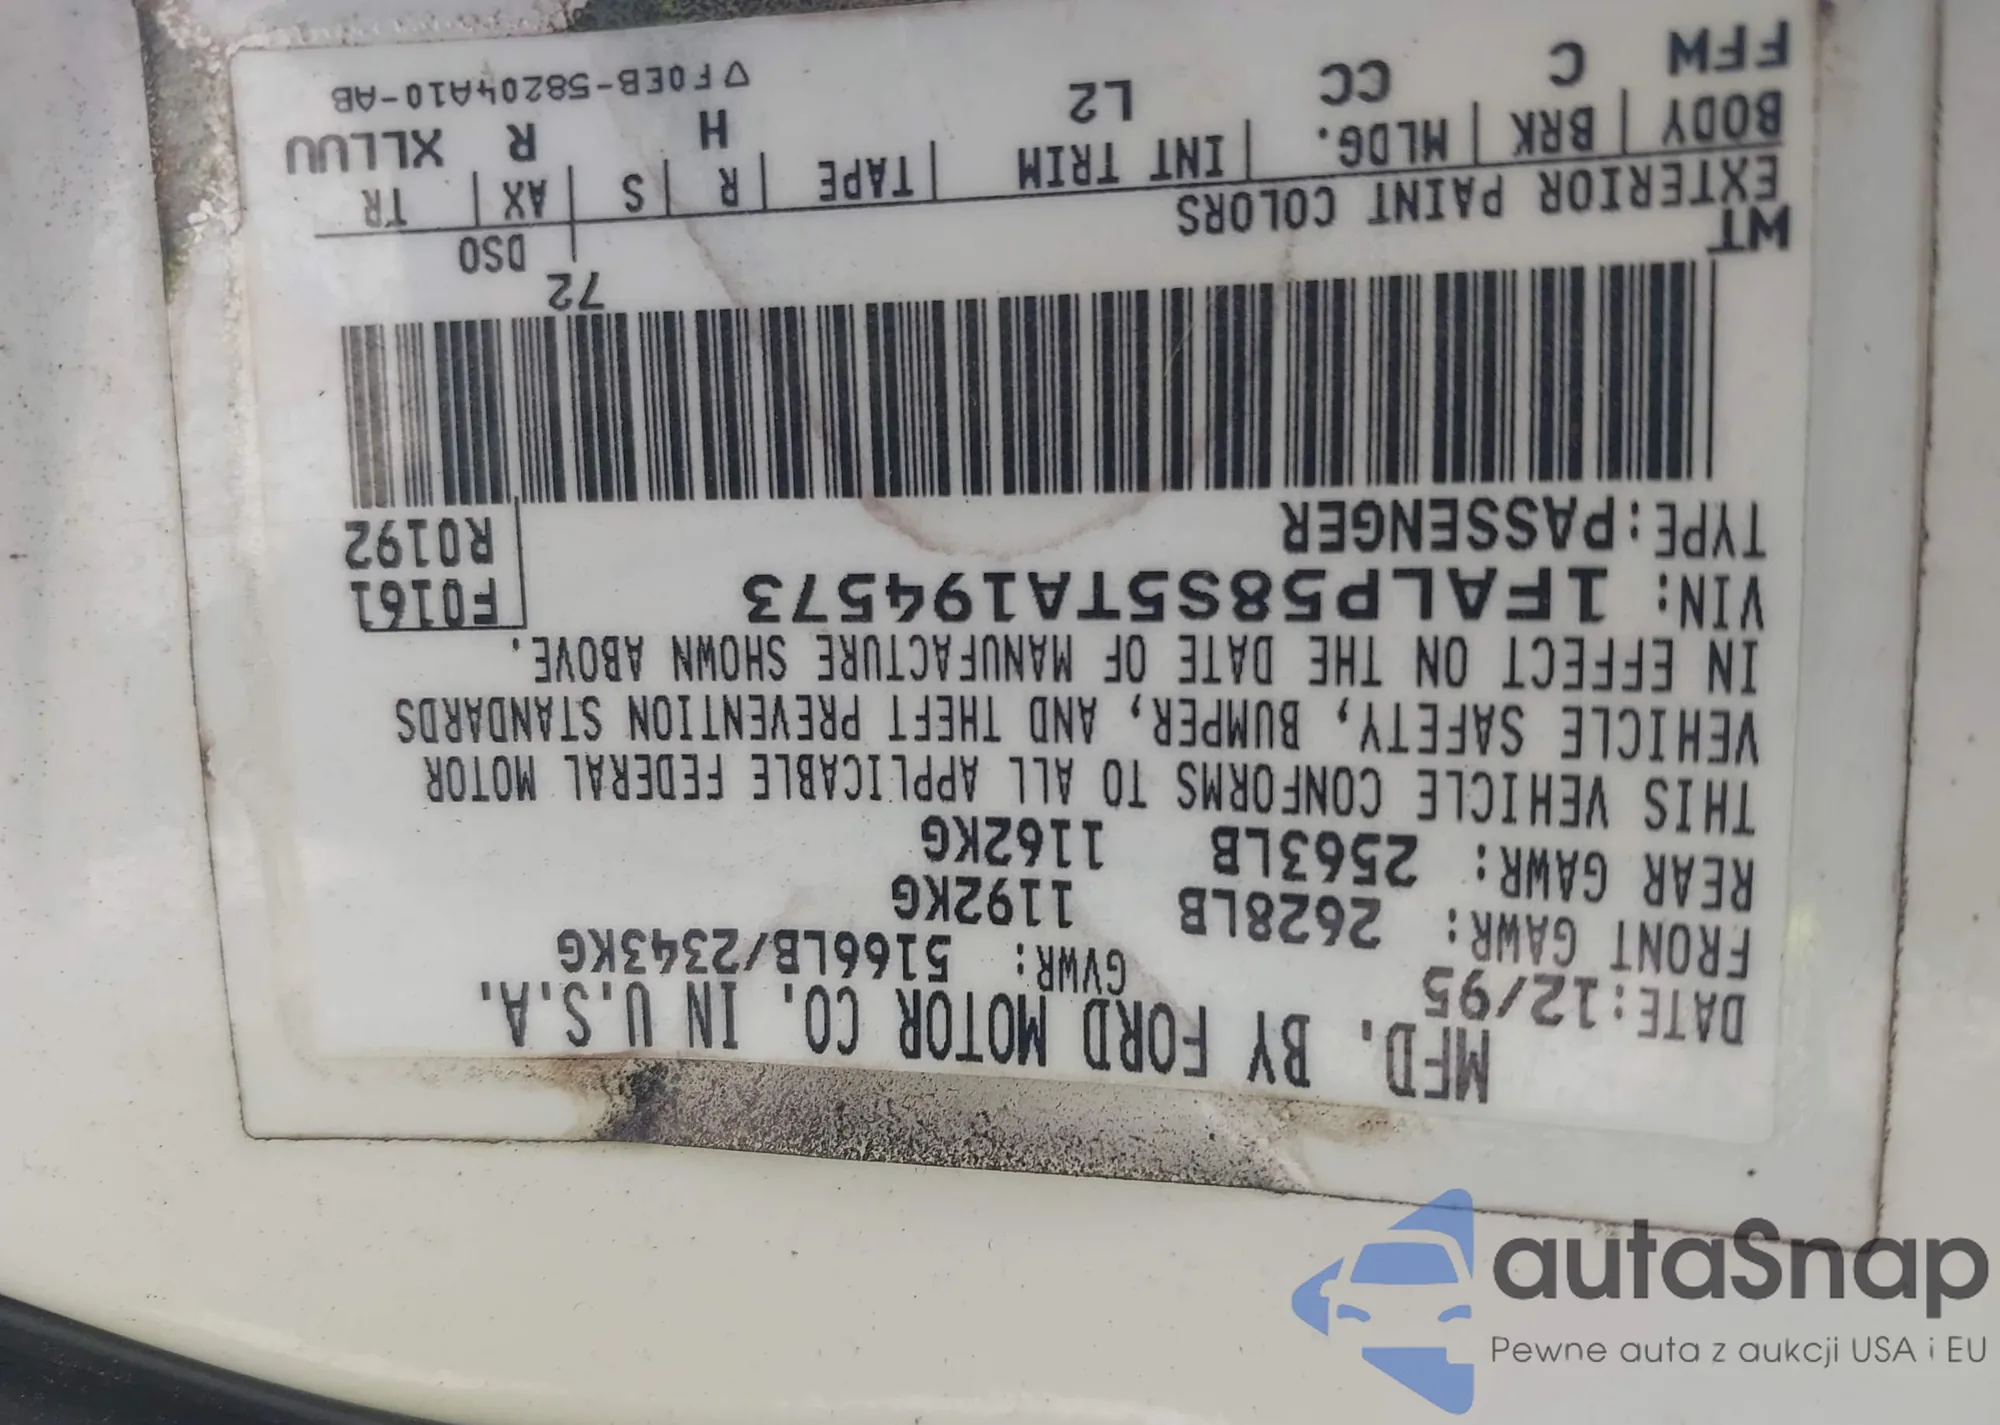 MFD. BY FORD MOTOR CO. IN U.S.A.
DATE:12/95 GVWR: 5166LB/2343KG
FRONT GAWR: 2628LB 1192KG
REAR GAWR: 2563LB 1162KG
THIS VEHICLE CONFORMS TO ALL APPLICABLE FEDERAL MOTOR
VEHICLE SAFETY, BUMPER, AND THEFT PREVENTION STANDARDS
IN EFFECT ON THE DATE OF MANUFACTURE SHOWN ABOVE.
VIN: 1FALP58S5TA194573 F0161
TYPE:PASSENGER R0192
WT 72
EXTERIOR PAINT COLORS DSO
BODY BRK MLDG. INT TRIM TAPE R S AX TR
FFW C CC L2 H R XLLUU
▽F0EB-58204A10-AB
autaSnap
Pewne auta z aukcji USA i EU